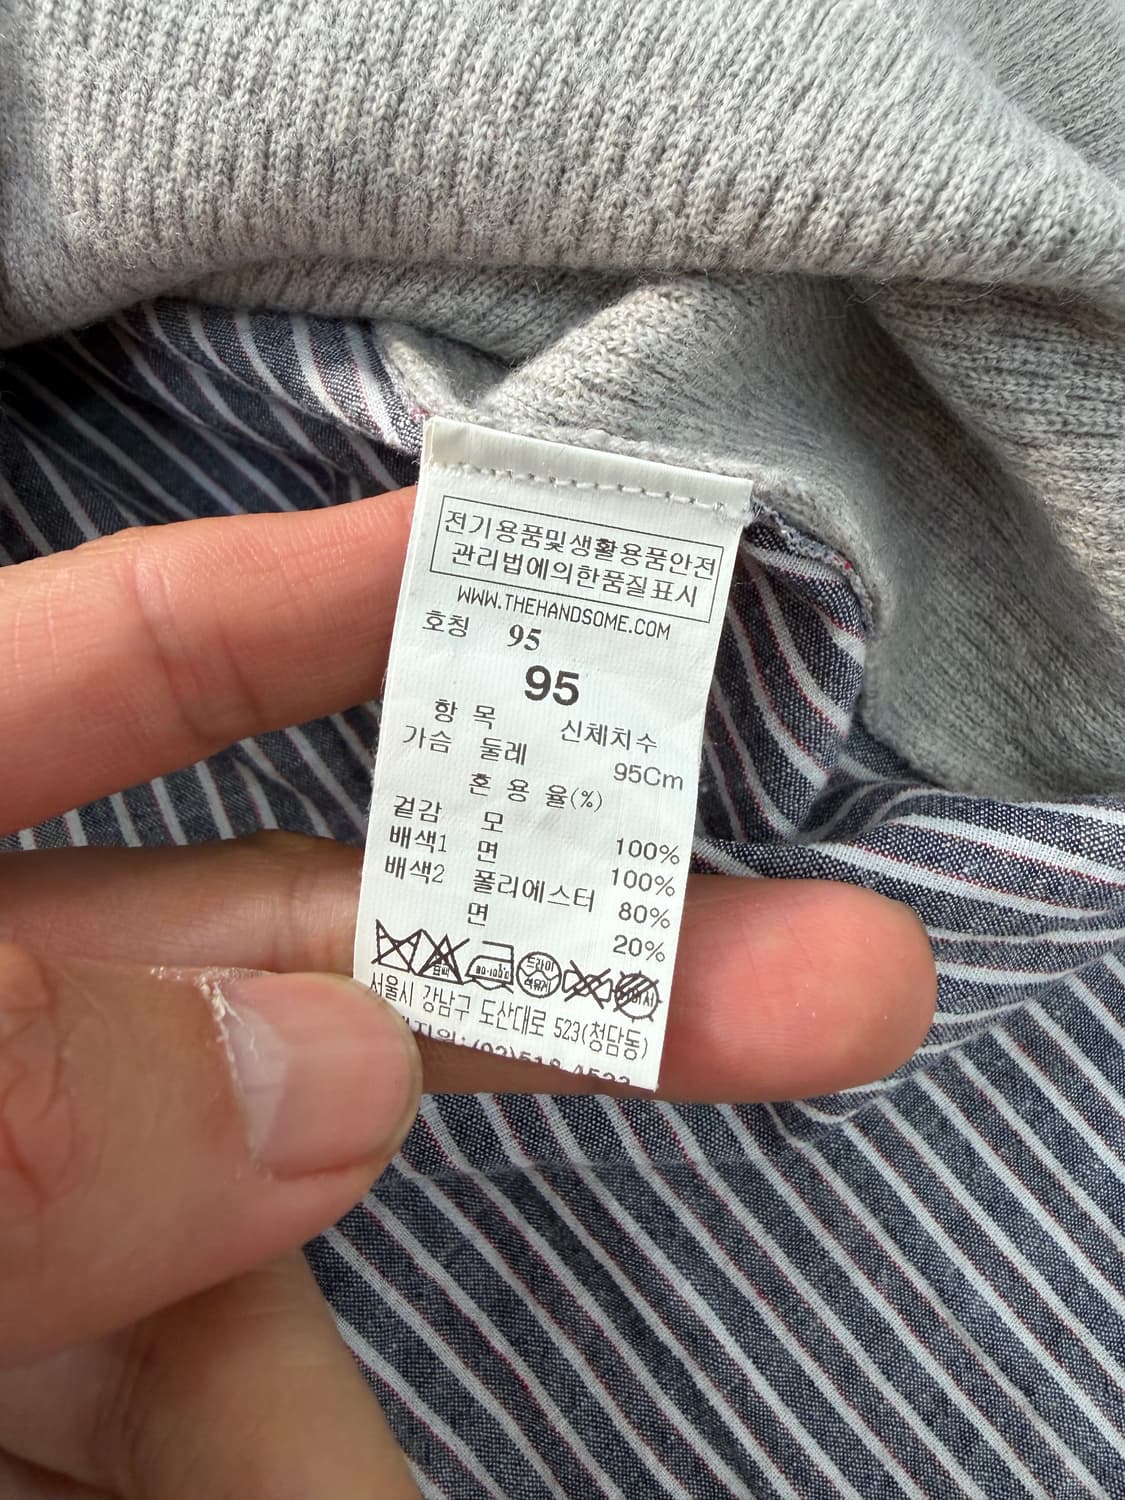 전기용품및생활용품안전
관리법에의한품질표시
WWW.THEHANDSOME.COM
호칭 95
95
항 목 신체치수
가슴 둘레 95Cm
혼 용 율(%)
겉감 모 100%
배색1 면 100%
배색2 폴리에스터 80%
면 20%
드라이
서울시 강남구 도산대로 523(청담동)